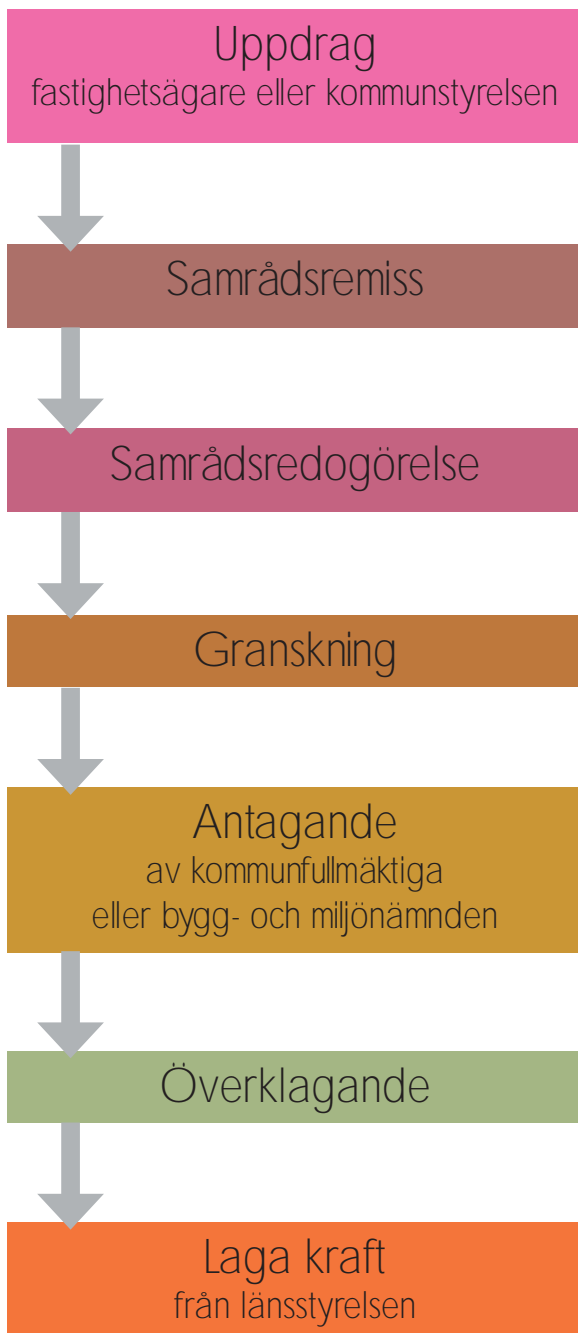 Uppdrag
fastighetsägare eller kommunstyrelsen
Samrådsremiss
Samrådsredogörelse
Granskning
Antagande
av kommunfullmäktiga
eller bygg- och miljönämnden
Överklagande
Laga kraft
från länsstyrelsen